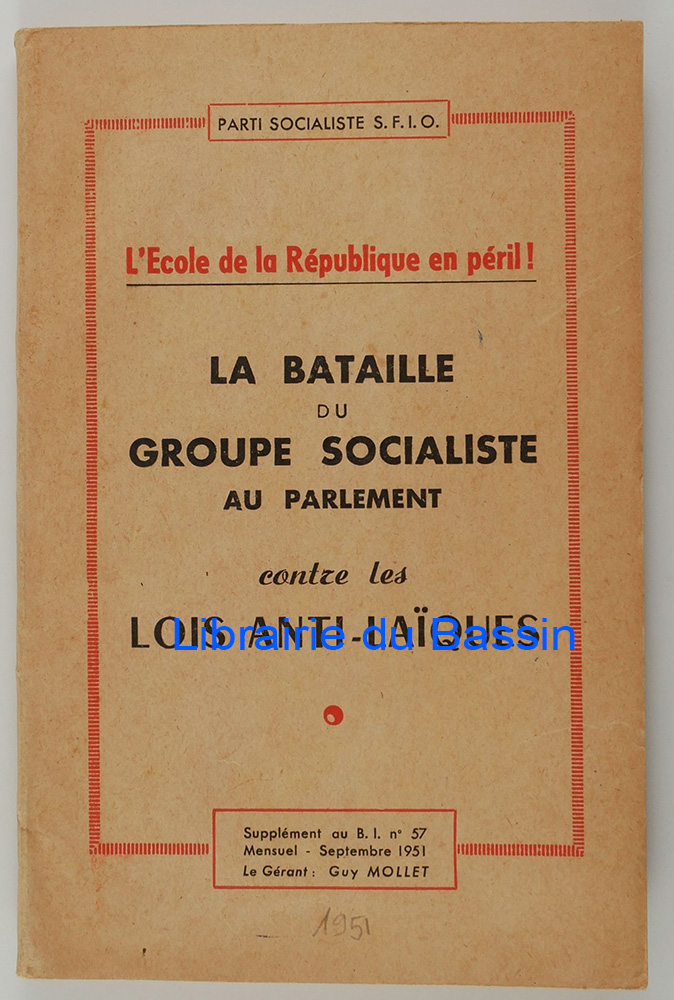 PARTI SOCIALISTE S.F.I.O.
L'Ecole de la République en péril !
LA BATAILLE
DU
GROUPE SOCIALISTE
AU PARLEMENT
contre les
LOIS ANTI-LAÏQUES
Librairie du Bassin
Supplément au B.I. n° 57
Mensuel - Septembre 1951
Le Gérant : Guy MOLLET
1951